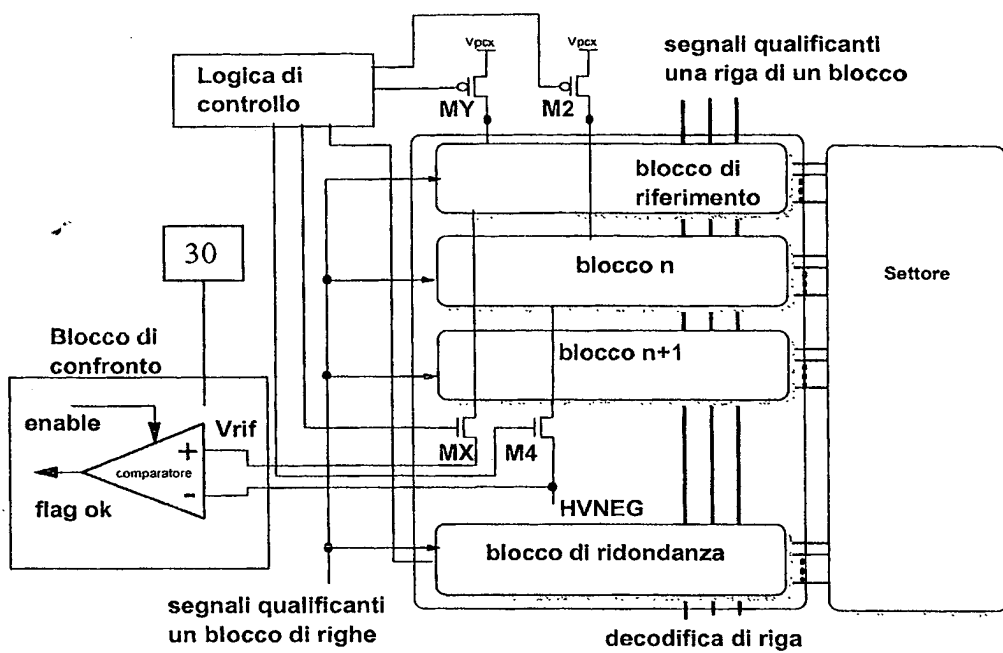 Logica di
controllo
Vpcx
Vpcx
MY
M2
segnali qualificanti
una riga di un blocco
blocco di
riferimento
30
blocco n
Settore
Blocco di
confronto
blocco n+1
enable
Vrif
+
comparatore
-
flag ok
MX
M4
HVNEG
blocco di ridondanza
segnali qualificanti
un blocco di righe
decodifica di riga